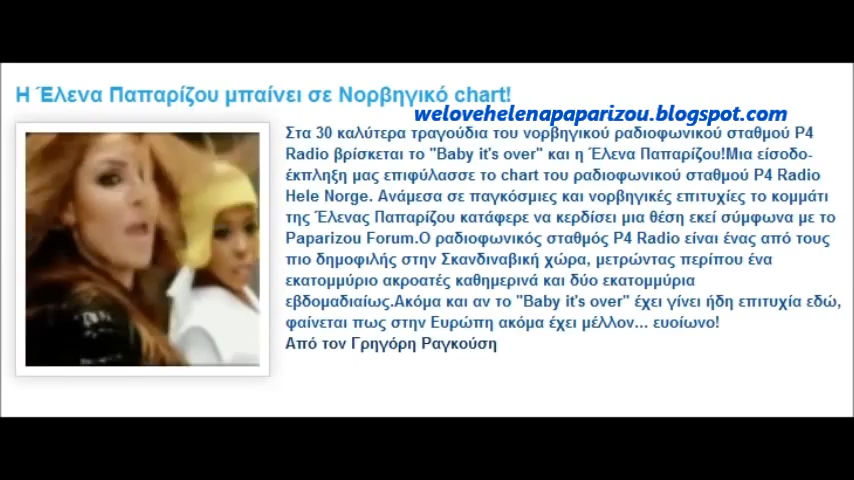 Η Έλενα Παπαρίζου μπαίνει σε Νορβηγικό chart!
welovehelenapaparizou.blogspot.com
Στα 30 καλύτερα τραγούδια του νορβηγικού ραδιοφωνικού σταθμού P4
Radio βρίσκεται το "Baby it's over" και η Έλενα Παπαρίζου!Μια είσοδο-
έκπληξη μας επιφύλασσε το chart του ραδιοφωνικού σταθμού P4 Radio
Hele Norge. Ανάμεσα σε παγκόσμιες και νορβηγικές επιτυχίες το κομμάτι
της Έλενας Παπαρίζου κατάφερε να κερδίσει μια θέση εκεί σύμφωνα με το
Paparizou Forum.Ο ραδιοφωνικός σταθμός P4 Radio είναι ένας από τους
πιο δημοφιλής στην Σκανδιναβική χώρα, μετρώντας περίπου ένα
εκατομμύριο ακροατές καθημερινά και δύο εκατομμύρια
εβδομαδιαίως.Ακόμα και αν το "Baby it's over" έχει γίνει ήδη επιτυχία εδώ,
φαίνεται πως στην Ευρώπη ακόμα έχει μέλλον... ευοίωνο!
Από τον Γρηγόρη Ραγκούση